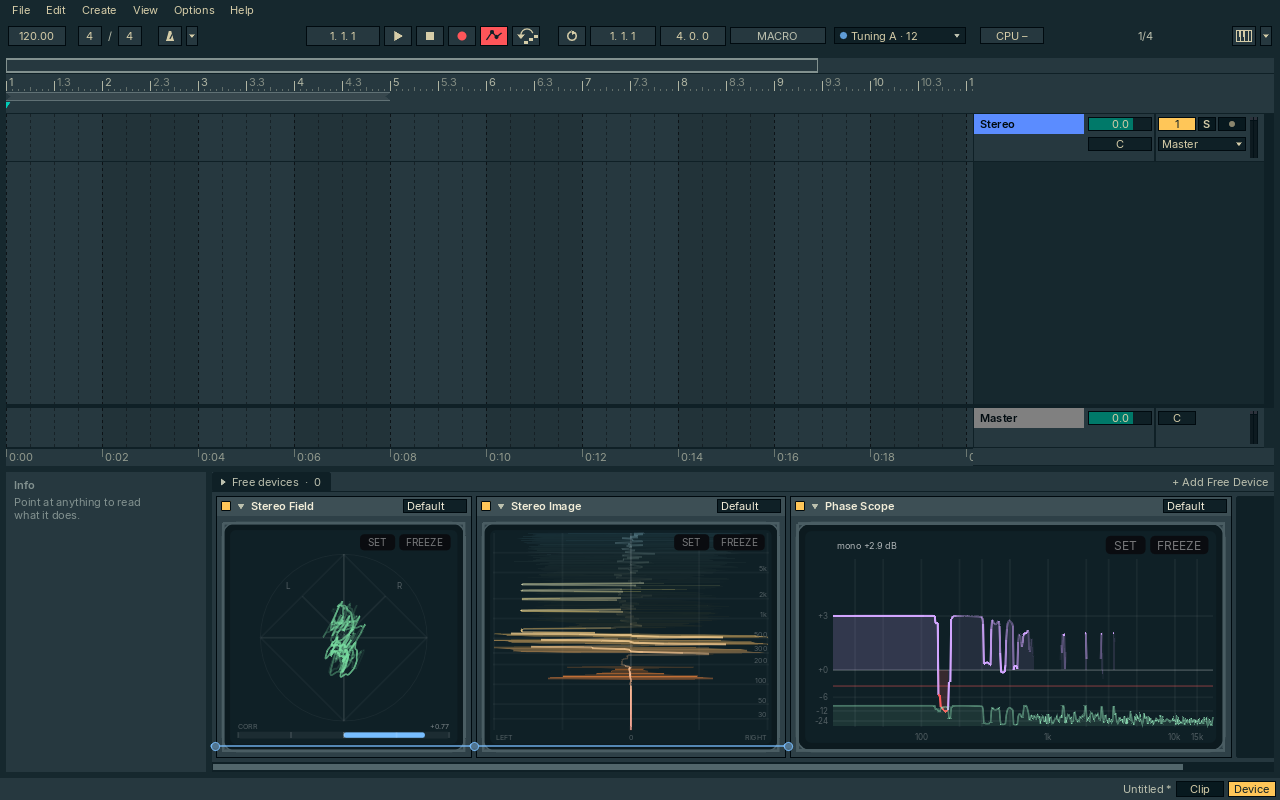 File Edit Create View Options Help
120.00 4 / 4 1. 1. 1 1. 1. 1 4. 0. 0 MACRO Tuning A · 12 CPU – 1/4
1 1.3 2 2.3 3 3.3 4 4.3 5 5.3 6 6.3 7 7.3 8 8.3 9 9.3 10 10.3 1
Stereo 0.0 1 S
C Master
Master 0.0 C
0:00 0:02 0:04 0:06 0:08 0:10 0:12 0:14 0:16 0:18
Info
Point at anything to read
what it does.
Free devices · 0 + Add Free Device
Stereo Field Default
SET FREEZE
L R
CORR +0.77
Stereo Image Default
SET FREEZE
5k
2k
1k
300
200
100
50
30
LEFT 0 RIGHT
Phase Scope Default
mono +2.9 dB SET FREEZE
+3
+0
-6
-12
-24
100 1k 10k 15k
Untitled * Clip Device